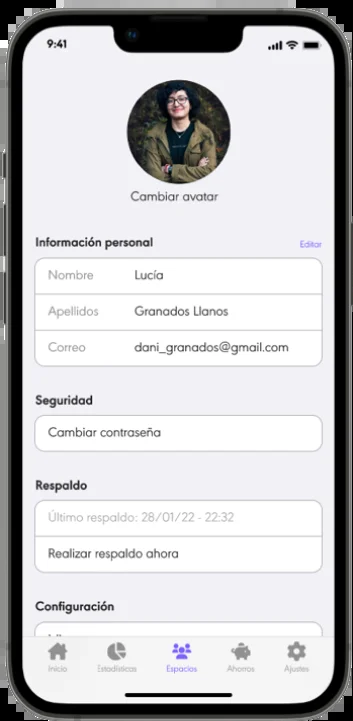 9:41
Cambiar avatar
Información personal Editar
Nombre Lucía
Apellidos Granados Llanos
Correo dani_granados@gmail.com
Seguridad
Cambiar contraseña
Respaldo
Último respaldo: 28/01/22 - 22:32
Realizar respaldo ahora
Configuración
Inicio Estadísticas Espacios Ahorros Ajustes